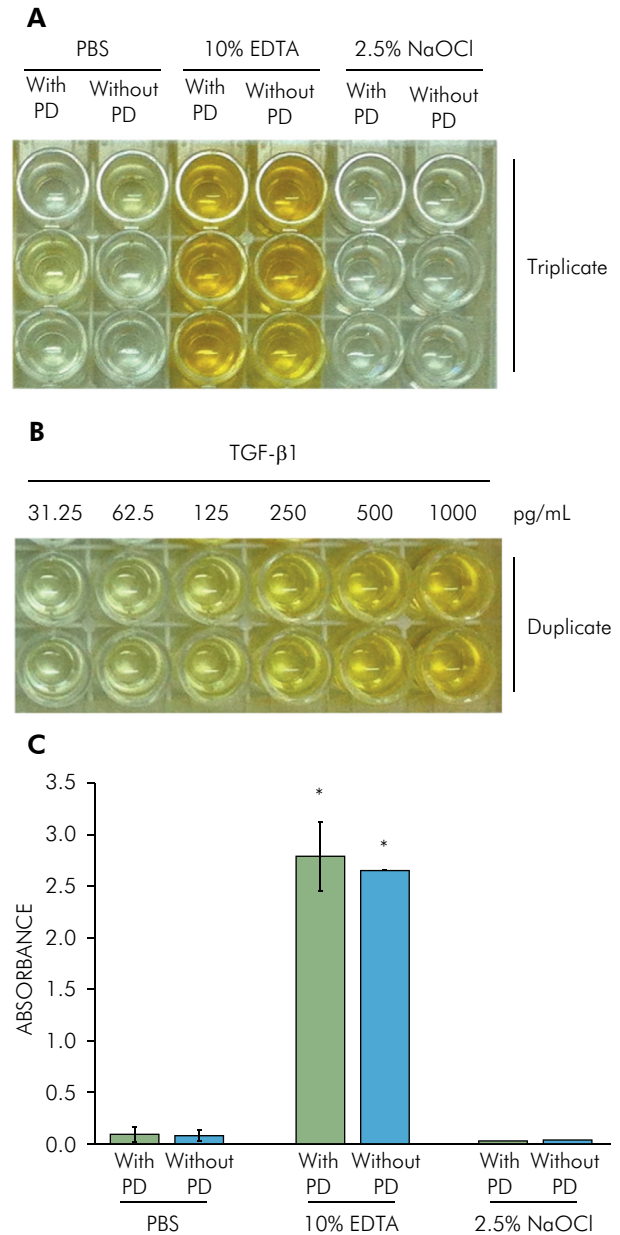 A
PBS 10% EDTA 2.5% NaOCl
With PD Without PD With PD Without PD With PD Without PD
Triplicate
B
TGF-β1
31.25 62.5 125 250 500 1000 pg/mL
Duplicate
C
3.5
*
3.0
*
2.5
2.0
1.5
1.0
0.5
0.0
ABSORBANCE
With PD Without PD With PD Without PD With PD Without PD
PBS 10% EDTA 2.5% NaOCl